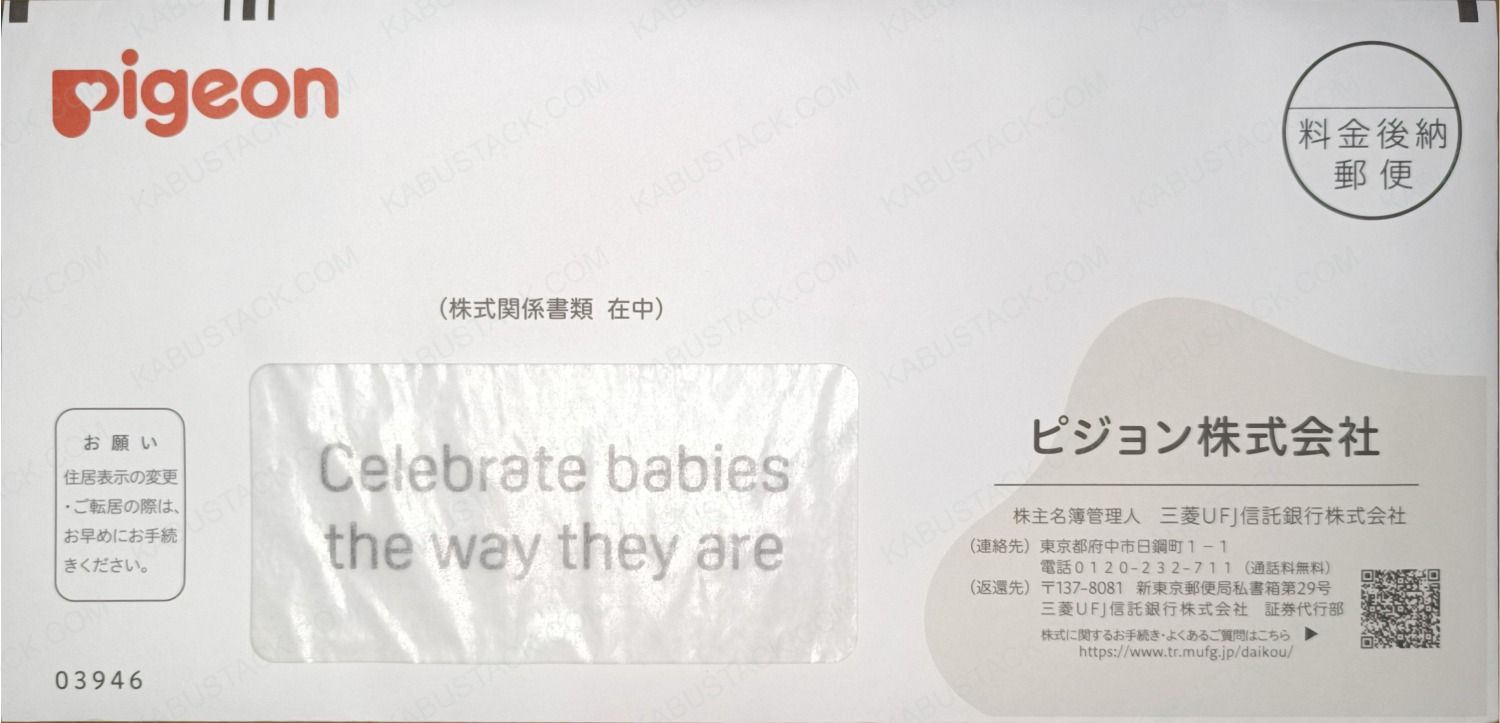 pigeon
料金後納
郵便
（株式関係書類 在中）
Celebrate babies
the way they are
お願い
住居表示の変更
・ご転居の際は、
お早めにお手続
きください。
03946
ピジョン株式会社
株主名簿管理人　三菱UFJ信託銀行株式会社
（連絡先）東京都府中市日鋼町１－１
電話０１２０－２３２－７１１（通話料無料）
（返還先）〒137-8081　新東京郵便局私書箱第29号
三菱UFJ信託銀行株式会社　証券代行部
株式に関するお手続き・よくあるご質問はこちら ▶
https://www.tr.mufg.jp/daikou/
KABUSTACK.COM